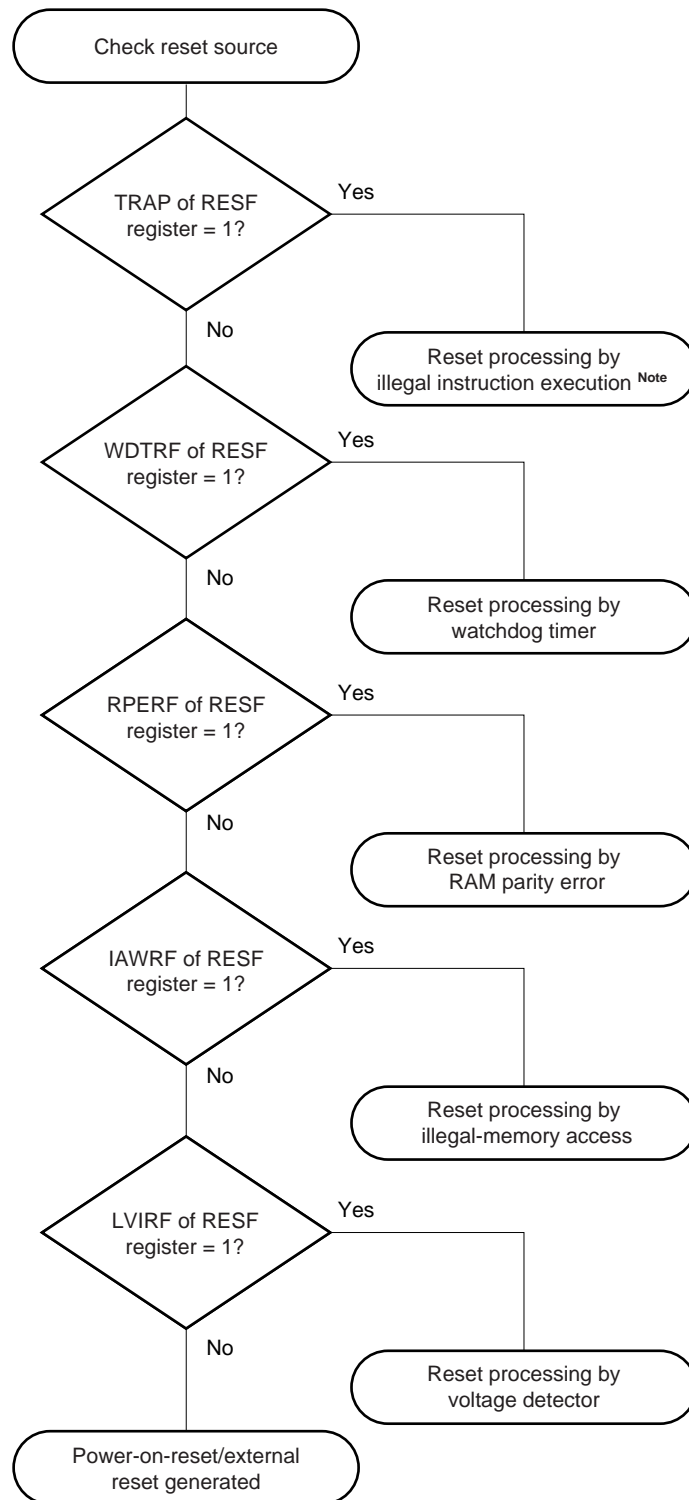 Check reset source
TRAP of RESF
register = 1?
Yes
No
Reset processing by
illegal instruction execution Note
WDTRF of RESF
register = 1?
Yes
No
Reset processing by
watchdog timer
RPERF of RESF
register = 1?
Yes
No
Reset processing by
RAM parity error
IAWRF of RESF
register = 1?
Yes
No
Reset processing by
illegal-memory access
LVIRF of RESF
register = 1?
Yes
No
Reset processing by
voltage detector
Power-on-reset/external
reset generated